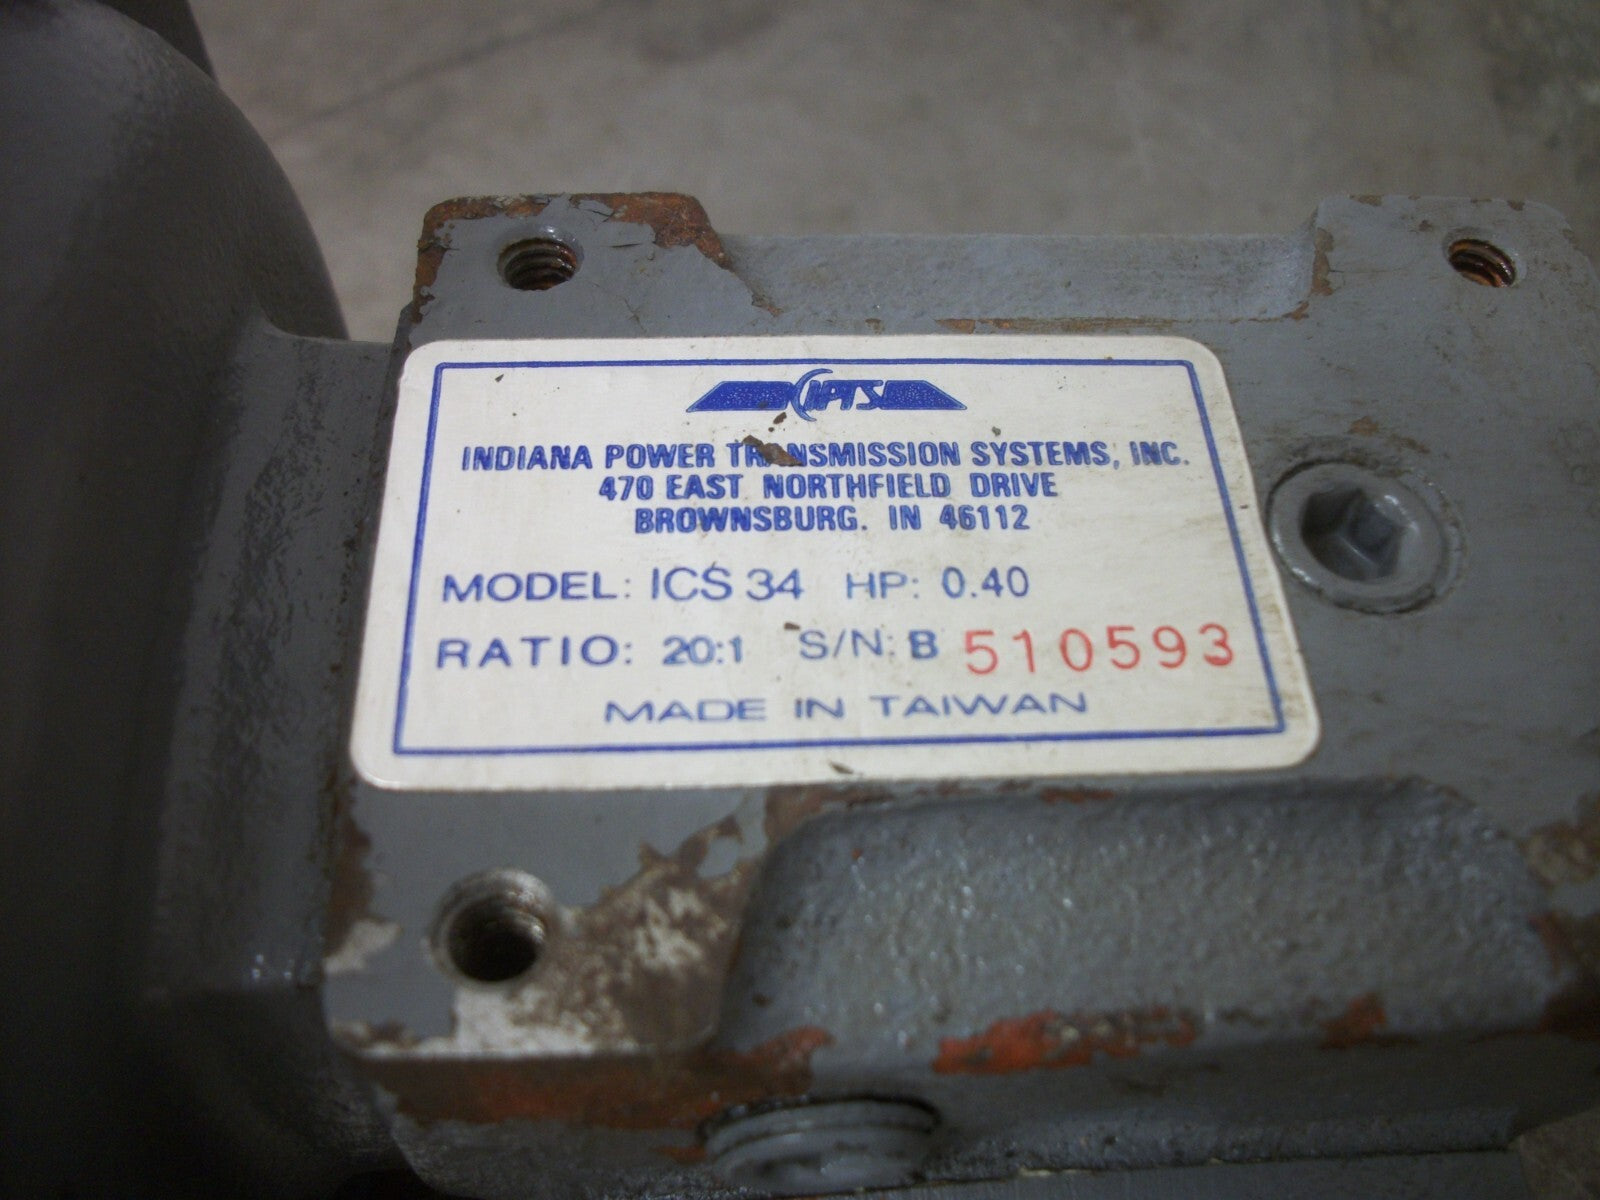 IPTS
INDIANA POWER TRANSMISSION SYSTEMS, INC.
470 EAST NORTHFIELD DRIVE
BROWNSBURG. IN 46112
MODEL: ICS 34 HP: 0.40
RATIO: 20:1 S/N: B 510593
MADE IN TAIWAN